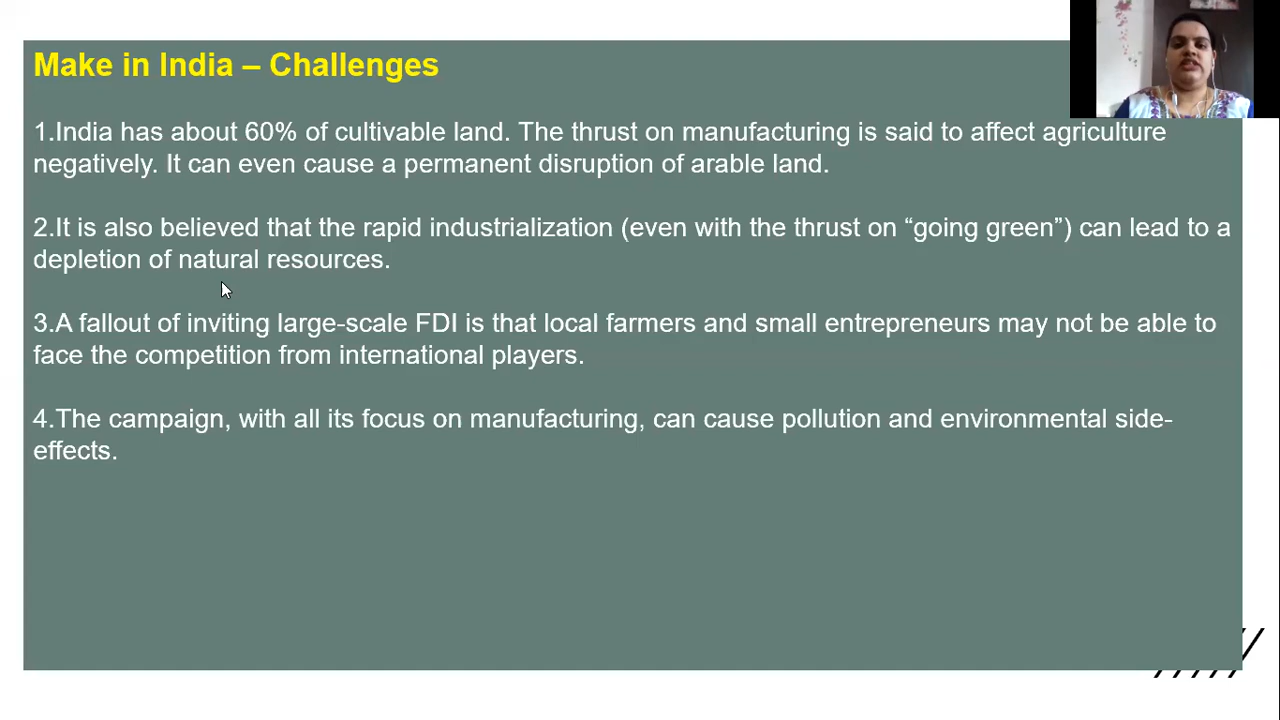 Make in India – Challenges
1.India has about 60% of cultivable land. The thrust on manufacturing is said to affect agriculture
negatively. It can even cause a permanent disruption of arable land.
2.It is also believed that the rapid industrialization (even with the thrust on “going green”) can lead to a
depletion of natural resources.
3.A fallout of inviting large-scale FDI is that local farmers and small entrepreneurs may not be able to
face the competition from international players.
4.The campaign, with all its focus on manufacturing, can cause pollution and environmental side-
effects.